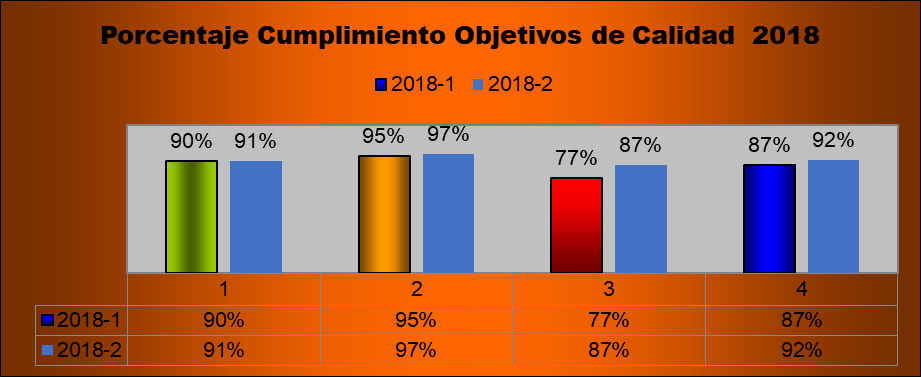 Porcentaje Cumplimiento Objetivos de Calidad 2018
2018-1 2018-2
90% 91% 95% 97% 77% 87% 87% 92%
1 2 3 4
2018-1 90% 95% 77% 87%
2018-2 91% 97% 87% 92%